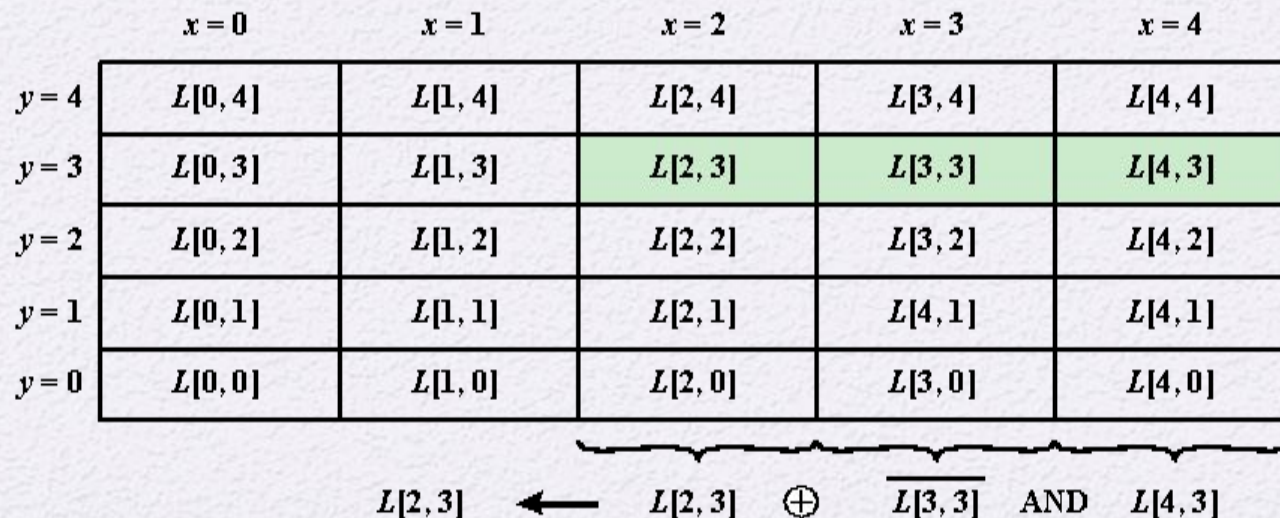 x = 0 x = 1 x = 2 x = 3 x = 4
y = 4 L[0, 4] L[1, 4] L[2, 4] L[3, 4] L[4, 4]
y = 3 L[0, 3] L[1, 3] L[2, 3] L[3, 3] L[4, 3]
y = 2 L[0, 2] L[1, 2] L[2, 2] L[3, 2] L[4, 2]
y = 1 L[0, 1] L[1, 1] L[2, 1] L[4, 1] L[4, 1]
y = 0 L[0, 0] L[1, 0] L[2, 0] L[3, 0] L[4, 0]
L[2, 3] ← L[2, 3] ⊕ L̅[̅3̅,̅ ̅3̅]̅ AND L[4, 3]